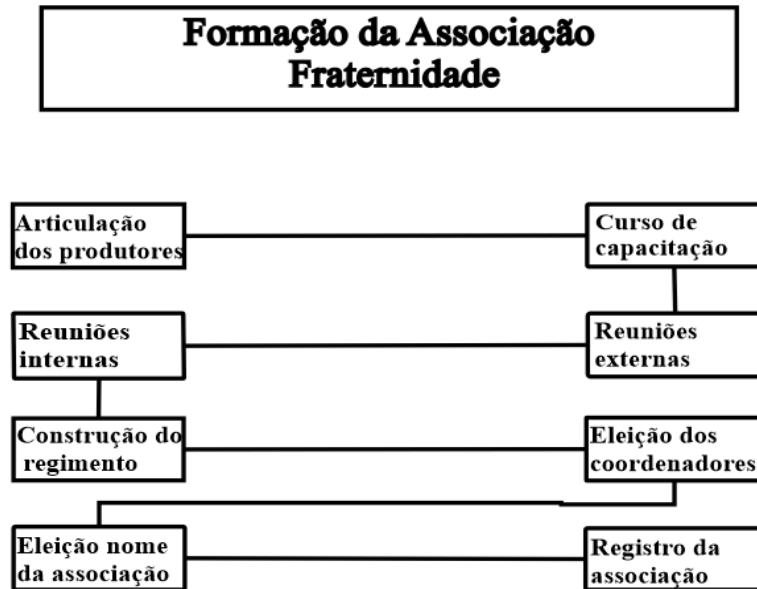 Formação da Associação
Fraternidade
Articulação
dos produtores
Curso de
capacitação
Reuniões
internas
Reuniões
externas
Construção do
regimento
Eleição dos
coordenadores
Eleição nome
da associação
Registro da
associação